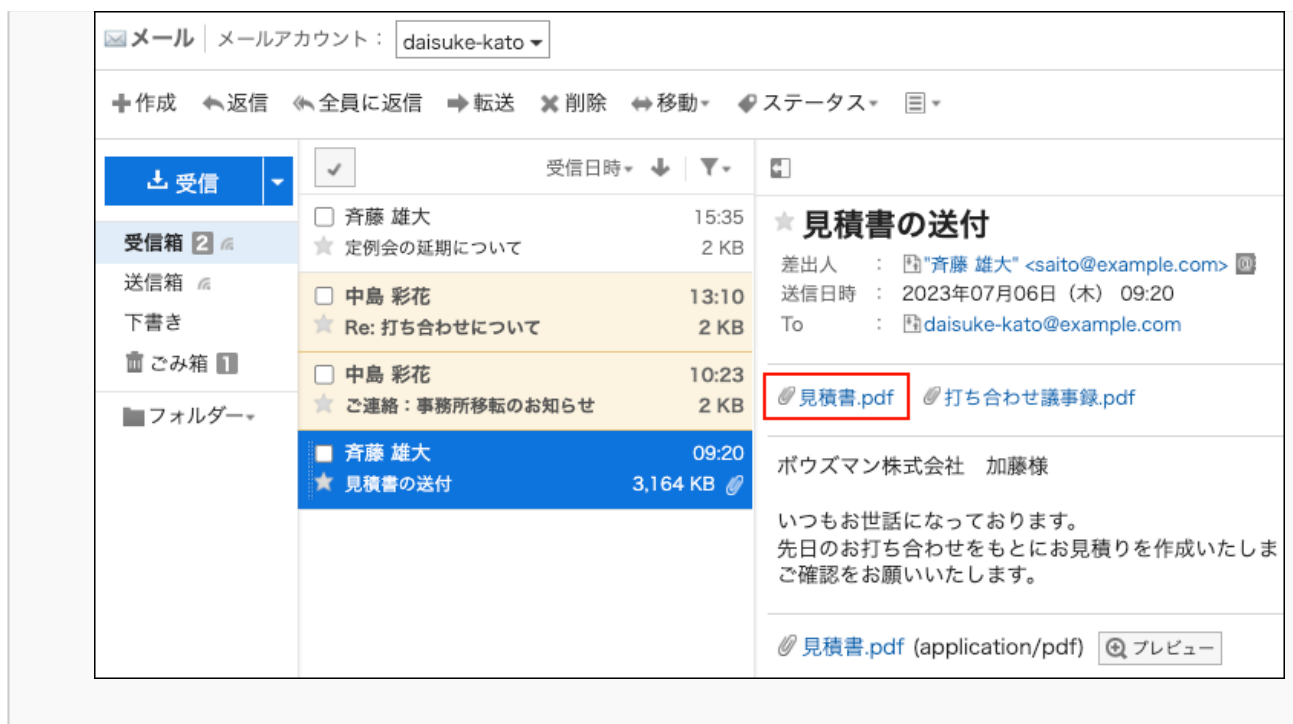 メール メールアカウント： daisuke-kato
作成 返信 全員に返信 転送 削除 移動 ステータス
受信
受信箱 2
送信箱
下書き
ごみ箱 1
フォルダー
受信日時
斉藤 雄大 15:35
定例会の延期について 2 KB
中島 彩花 13:10
Re: 打ち合わせについて 2 KB
中島 彩花 10:23
ご連絡：事務所移転のお知らせ 2 KB
斉藤 雄大 09:20
見積書の送付 3,164 KB
見積書の送付
差出人 ： "斉藤 雄大" <saito@example.com>
送信日時 ： 2023年07月06日（木） 09:20
To ： daisuke-kato@example.com
見積書.pdf 打ち合わせ議事録.pdf
ボウズマン株式会社　加藤様
いつもお世話になっております。
先日のお打ち合わせをもとにお見積りを作成いたしま
ご確認をお願いいたします。
見積書.pdf (application/pdf) プレビュー